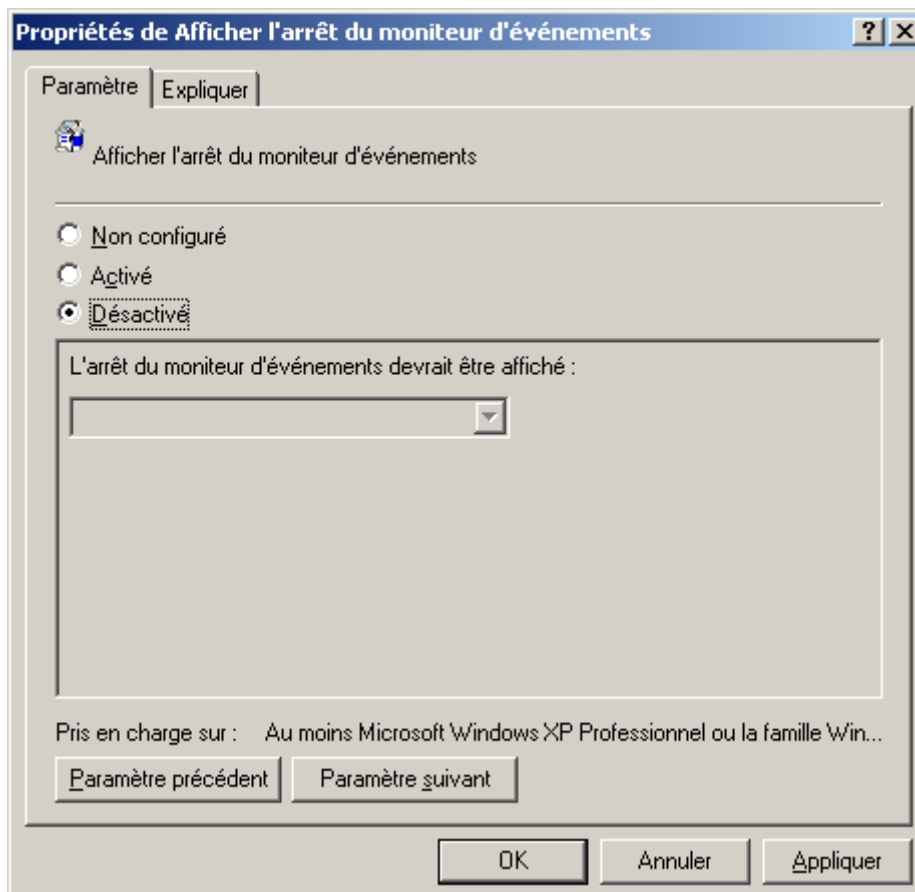 Propriétés de Afficher l'arrêt du moniteur d'événements
Paramètre Expliquer
Afficher l'arrêt du moniteur d'événements
Non configuré
Activé
Désactivé
L'arrêt du moniteur d'événements devrait être affiché :
Pris en charge sur : Au moins Microsoft Windows XP Professionnel ou la famille Win...
Paramètre précédent Paramètre suivant
OK Annuler Appliquer